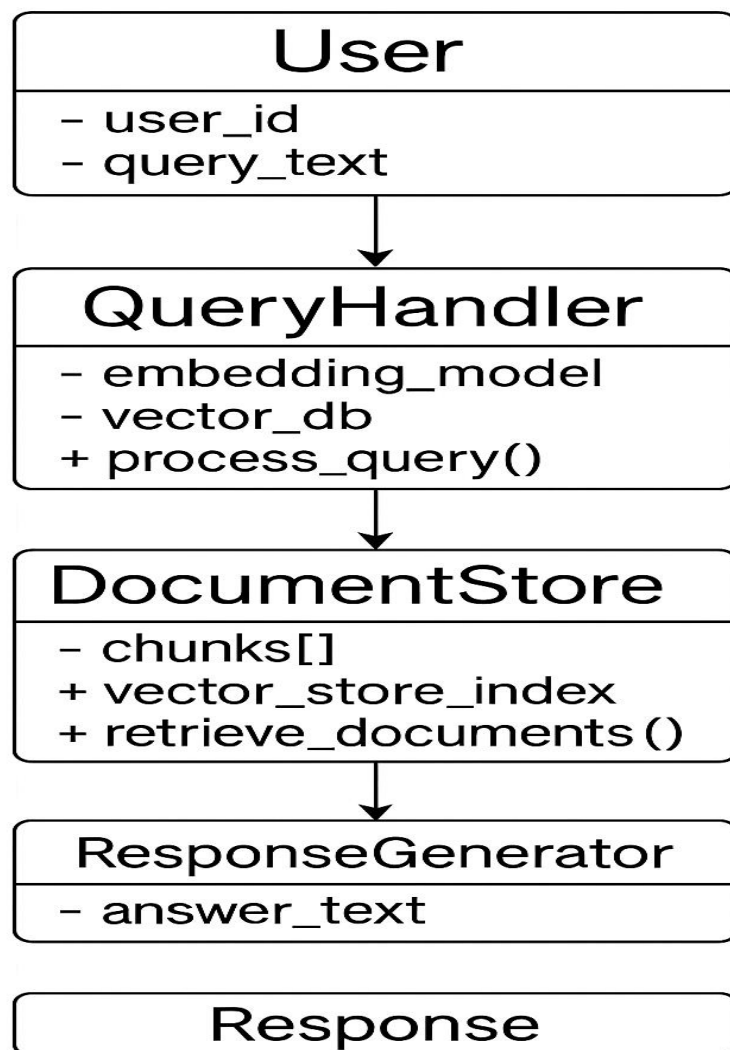 User
– user_id
– query_text
QueryHandler
– embedding_model
– vector_db
+ process_query()
DocumentStore
– chunks[]
+ vector_store_index
+ retrieve_documents()
ResponseGenerator
– answer_text
Response